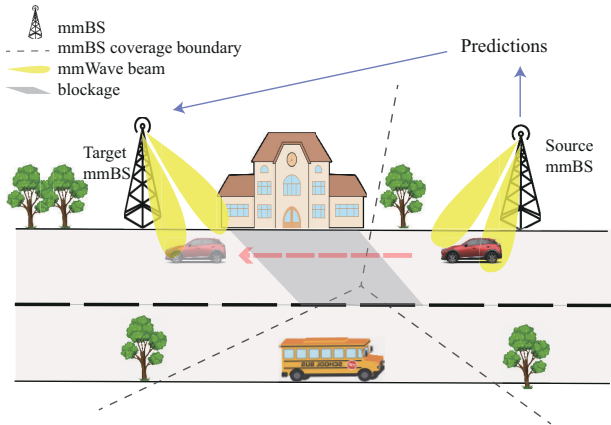 mmBS
mmBS coverage boundary
mmWave beam
blockage
Predictions
Target
mmBS
Source
mmBS